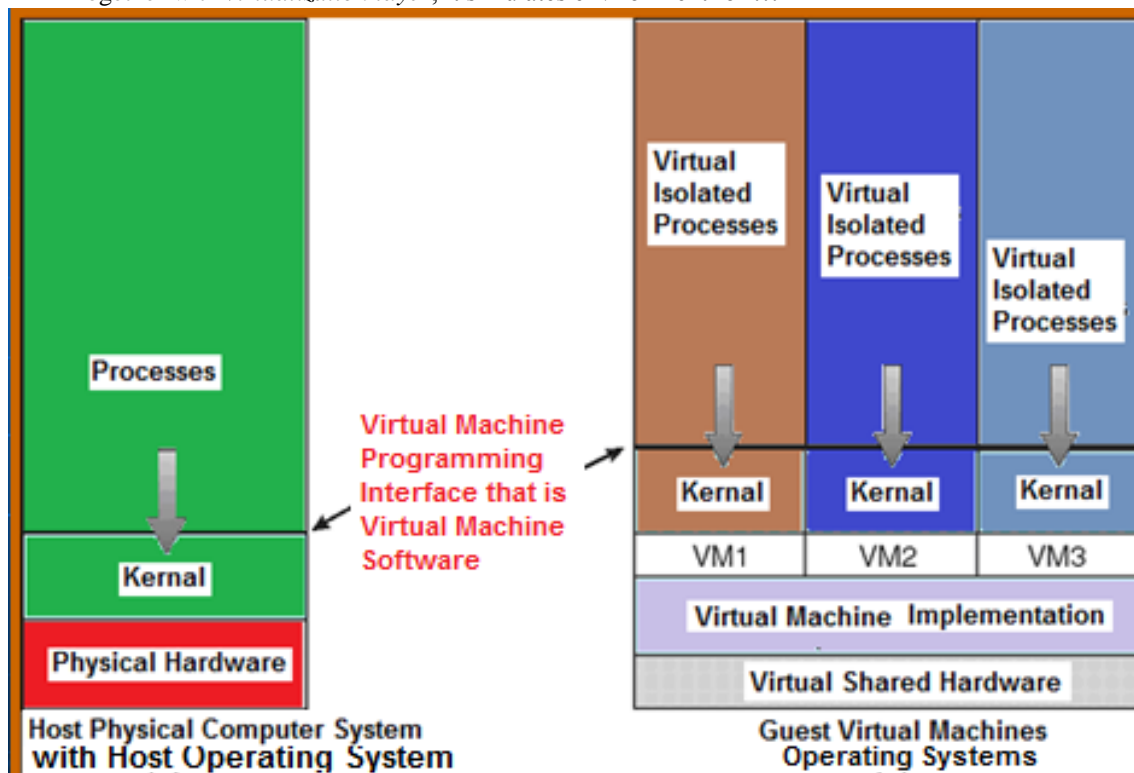 Processes
Kernal
Physical Hardware
Host Physical Computer System
with Host Operating System
Virtual Machine
Programming
Interface that is
Virtual Machine
Software
Virtual
Isolated
Processes
Virtual
Isolated
Processes
Virtual
Isolated
Processes
Kernal
Kernal
Kernal
VM1
VM2
VM3
Virtual Machine Implementation
Virtual Shared Hardware
Guest Virtual Machines
Operating Systems